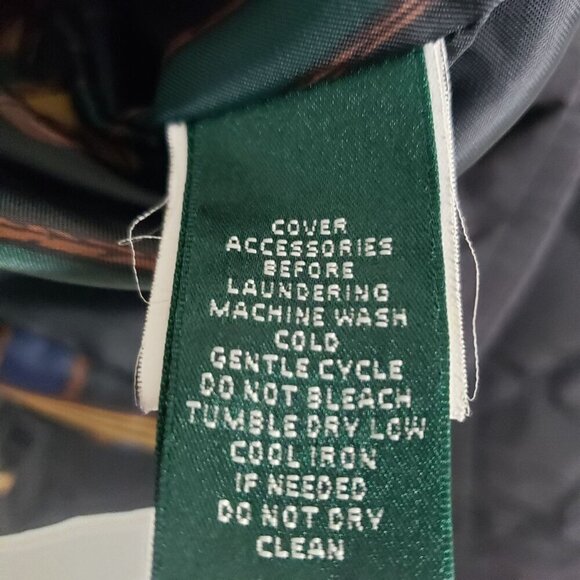 COVER
ACCESSORIES
BEFORE
LAUNDERING
MACHINE WASH
COLD
GENTLE CYCLE
DO NOT BLEACH
TUMBLE DRY LOW
COOL IRON
IF NEEDED
DO NOT DRY
CLEAN